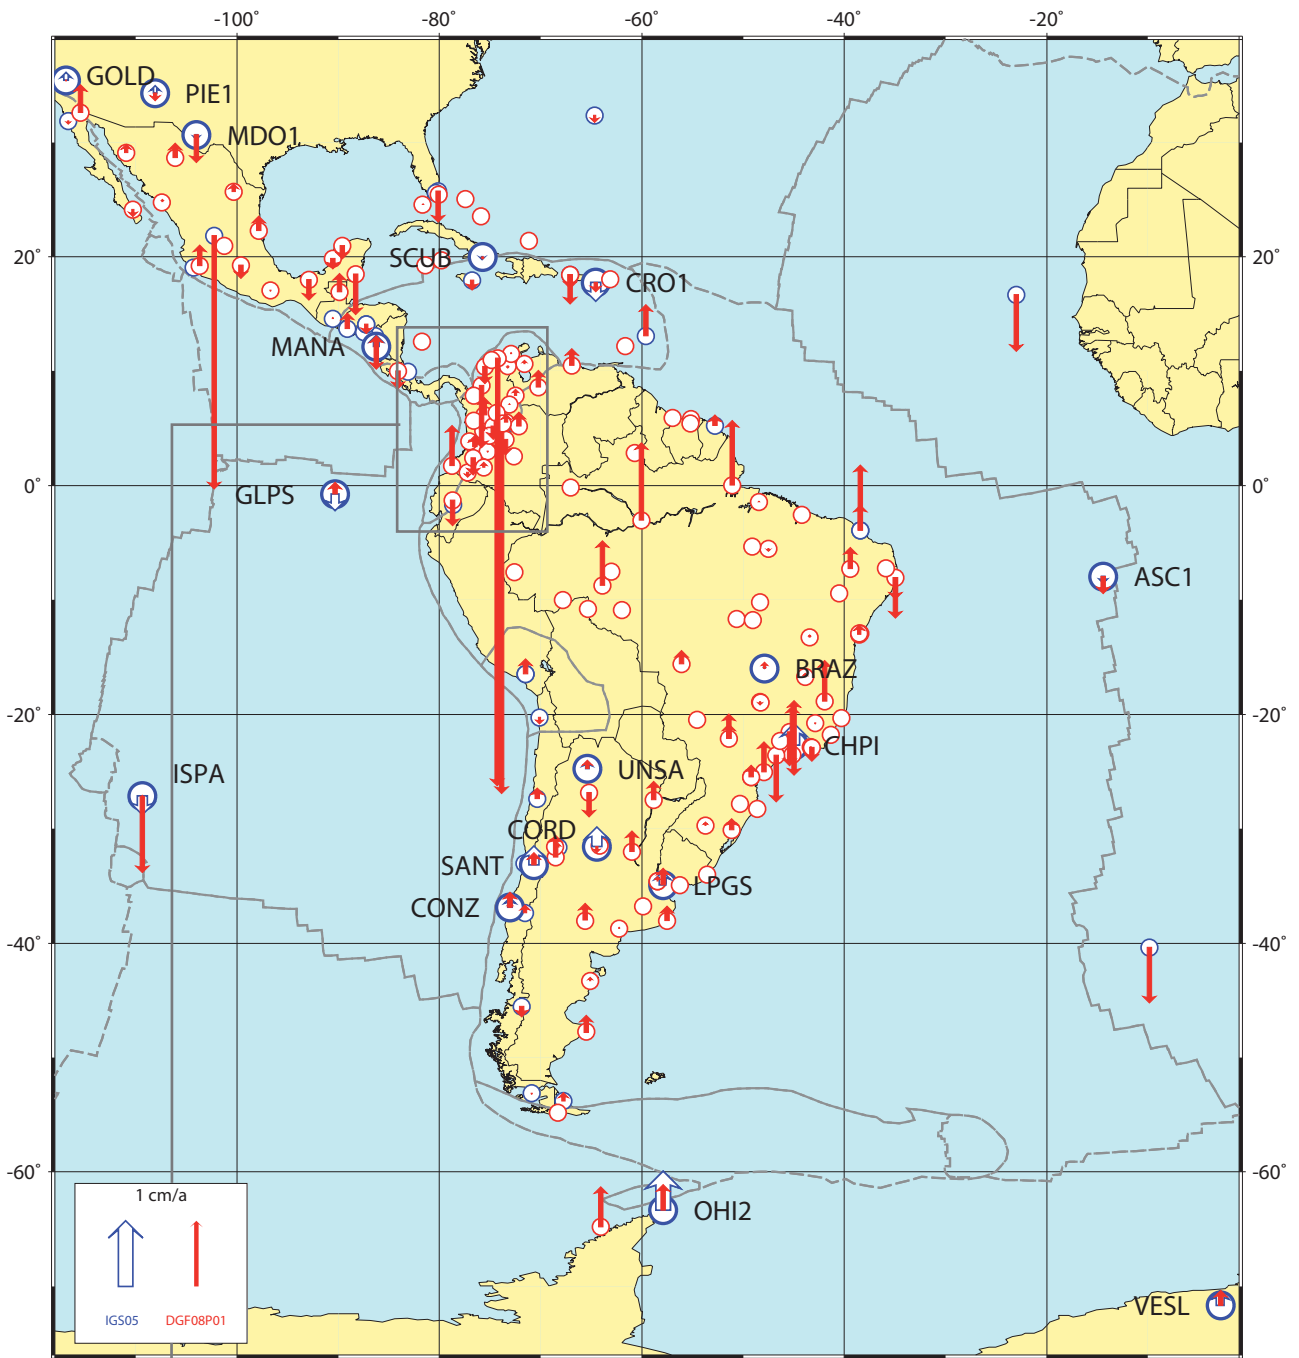 -100˚ -80˚ -60˚ -40˚ -20˚
GOLD
PIE1
MDO1
20˚ SCUB 20˚
CRO1
MANA
GLPS
0˚ 0˚
ASC1
BRAZ
-20˚ -20˚
CHPI
UNSA
ISPA
CORD
SANT
LPGS
CONZ
-40˚ -40˚
-60˚ -60˚
1 cm/a
OHI2
VESL
IGS05 DGF08P01